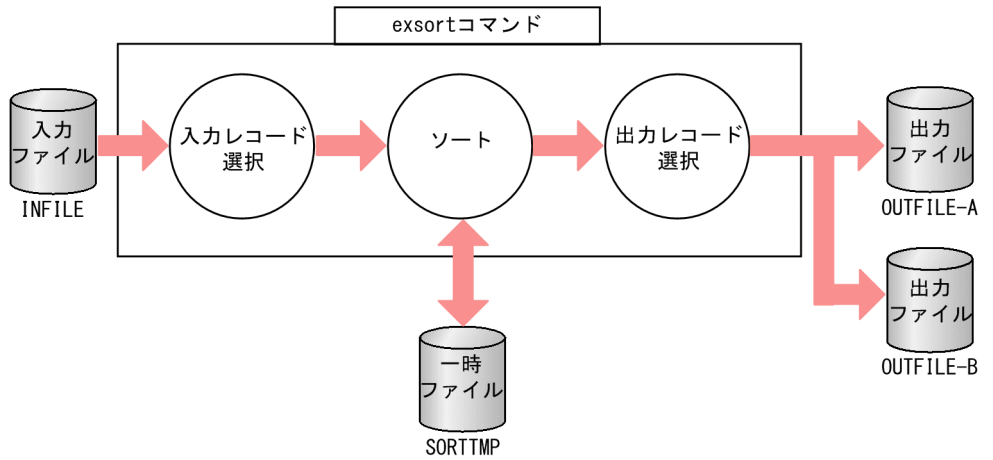 exsortコマンド
入力
ファイル
INFILE
入力レコード
選択
ソート
出力レコード
選択
出力
ファイル
OUTFILE-A
出力
ファイル
OUTFILE-B
一時
ファイル
SORTTMP